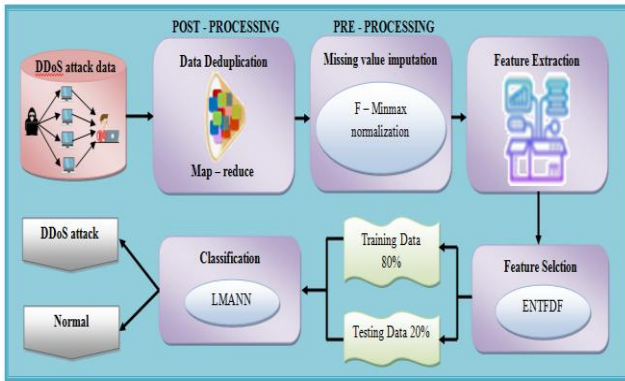 POST - PROCESSING
PRE - PROCESSING
DDoS attack data
Data Deduplication
Map – reduce
Missing value imputation
F – Minmax
normalization
Feature Extraction
DDoS attack
Normal
Classification
LMANN
Training Data
80%
Testing Data 20%
Feature Selction
ENTFDF